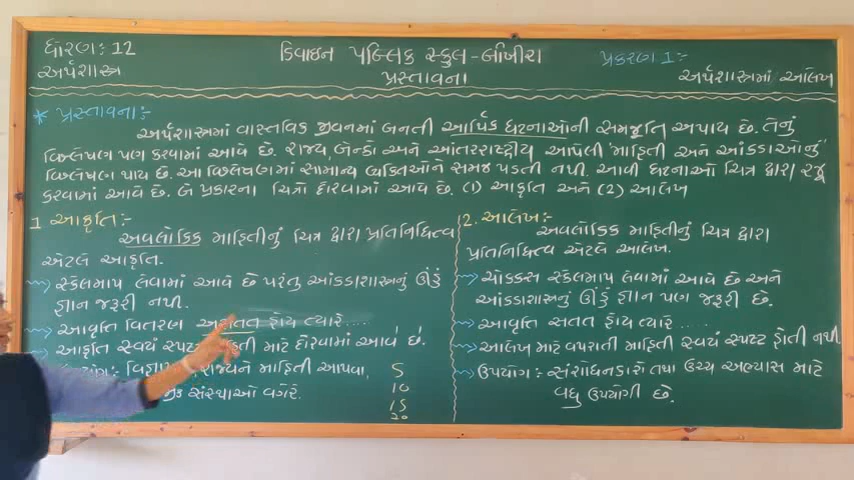 ધોરણ: 12
ડિવાઇન પબ્લિક સ્કુલ-બાંખીરા
પ્રકરણ 1:-
અર્થશાસ્ત્ર
પ્રસ્તાવના
અર્થશાસ્ત્રમાં આલેખ
* પ્રસ્તાવના:-
અર્થશાસ્ત્રમાં વાસ્તવિક જીવનમાં બનતી આર્થિક ઘટનાઓની સમજૂતિ અપાય છે. તેનું
વિશ્લેષણ પણ કરવામાં આવે છે. રાજ્ય, બેન્કો અને આંતરરાષ્ટ્રીય આપેલી 'માહિતી અને આંકડાઓનું'
વિશ્લેષણ થાય છે. આ વિશ્લેષણમાં સામાન્ય વ્યક્તિઓને સમજ પડતી નથી. આવી ઘટનાઓ ચિત્ર દ્વારા રજૂ
કરવામાં આવે છે. બે પ્રકારના ચિત્રો દોરવામાં આવે છે. (1) આકૃતિ અને (2) આલેખ
1 આકૃતિ:-
અવલોકિક માહિતીનું ચિત્ર દ્વારા પ્રતિનિધિત્વ
એટલે આકૃતિ.
સ્કેલમાપ લેવામાં આવે છે પરંતુ આંકડાશાસ્ત્રનું ઊંડું
જ્ઞાન જરૂરી નથી.
આવૃત્તિ વિતરણ હોય ત્યારે....
આકૃતિ સ્વયં સ્પષ્ટ માટે દોરવામાં આવે છે.
રાજ્યને માહિતી આપવા,
સંસ્થાઓ વગેરે.
5
10
15
20
2. આલેખ:-
અવલોકિક માહિતીનું ચિત્ર દ્વારા
પ્રતિનિધિત્વ એટલે આલેખ.
ચોક્કસ સ્કેલમાપ લેવામાં આવે છે અને
આંકડાશાસ્ત્રનું ઊંડું જ્ઞાન પણ જરૂરી છે.
આવૃત્તિ સતત હોય ત્યારે ....
આલેખ માટે વપરાતી માહિતી સ્વયં સ્પષ્ટ હોતી નથી
ઉપયોગ: સંશોધનકારો તથા ઉચ્ચ અભ્યાસ માટે
વધુ ઉપયોગી છે.